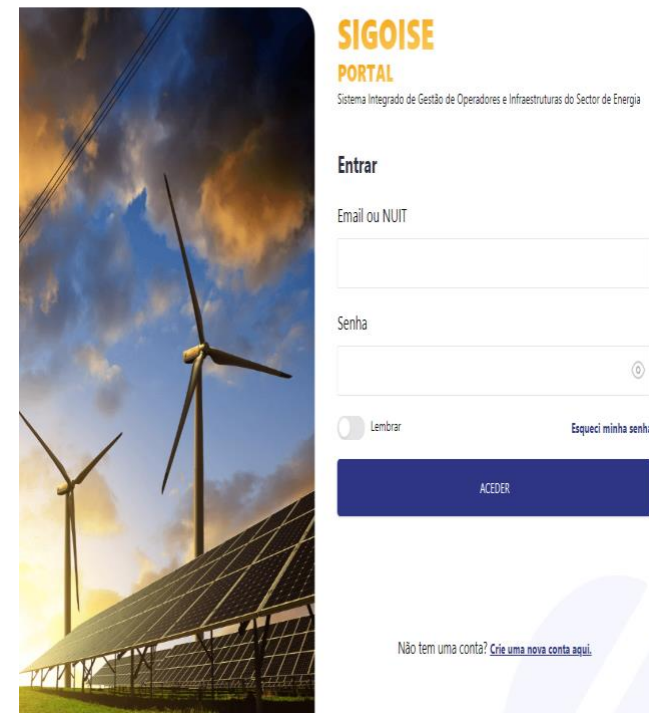 SIGOISE
PORTAL
Sistema Integrado de Gestão de Operadores e Infraestruturas do Sector de Energia
Entrar
Email ou NUIT
Senha
Lembrar
Esqueci minha senha
ACEDER
Não tem uma conta? Crie uma nova conta aqui.